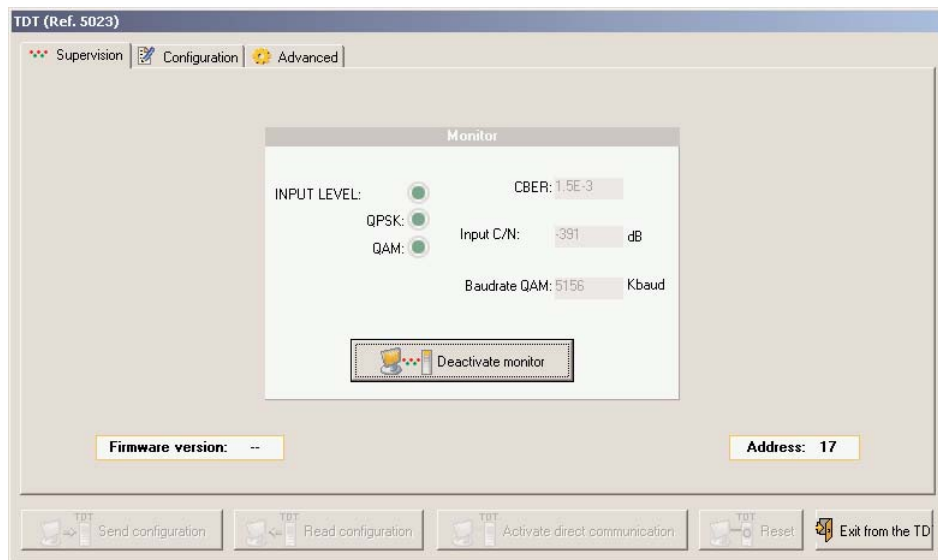 TDT (Ref. 5023)
Supervision Configuration Advanced
Monitor
INPUT LEVEL:
QPSK:
QAM:
CBER: 1.5E-3
Input C/N: -391 dB
Baudrate QAM: 5156 Kbaud
Deactivate monitor
Firmware version: --
Address: 17
TDT Send configuration
TDT Read configuration
TDT Activate direct communication
TDT Reset
Exit from the TD